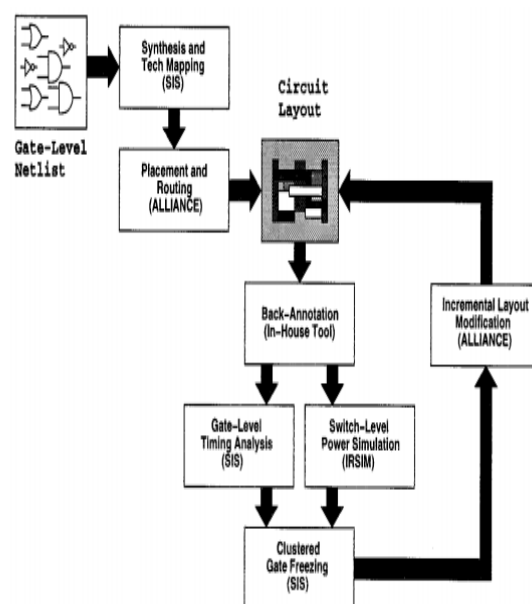 Synthesis and
Tech Mapping
(SIS)
Circuit
Layout
Gate-Level
Netlist
Placement and
Routing
(ALLIANCE)
Back-Annotation
(In-House Tool)
Incremental Layout
Modification
(ALLIANCE)
Gate-Level
Timing Analysis
(SIS)
Switch-Level
Power Simulation
(IRSIM)
Clustered
Gate Freezing
(SIS)